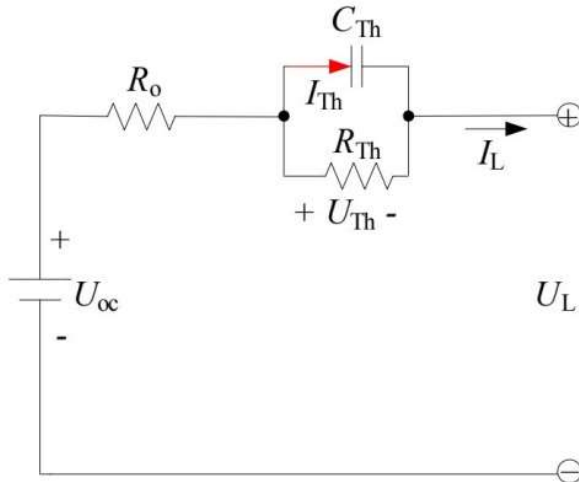 C_Th
R_o
I_Th
R_Th
I_L
+ U_Th -
+
U_oc
U_L
-